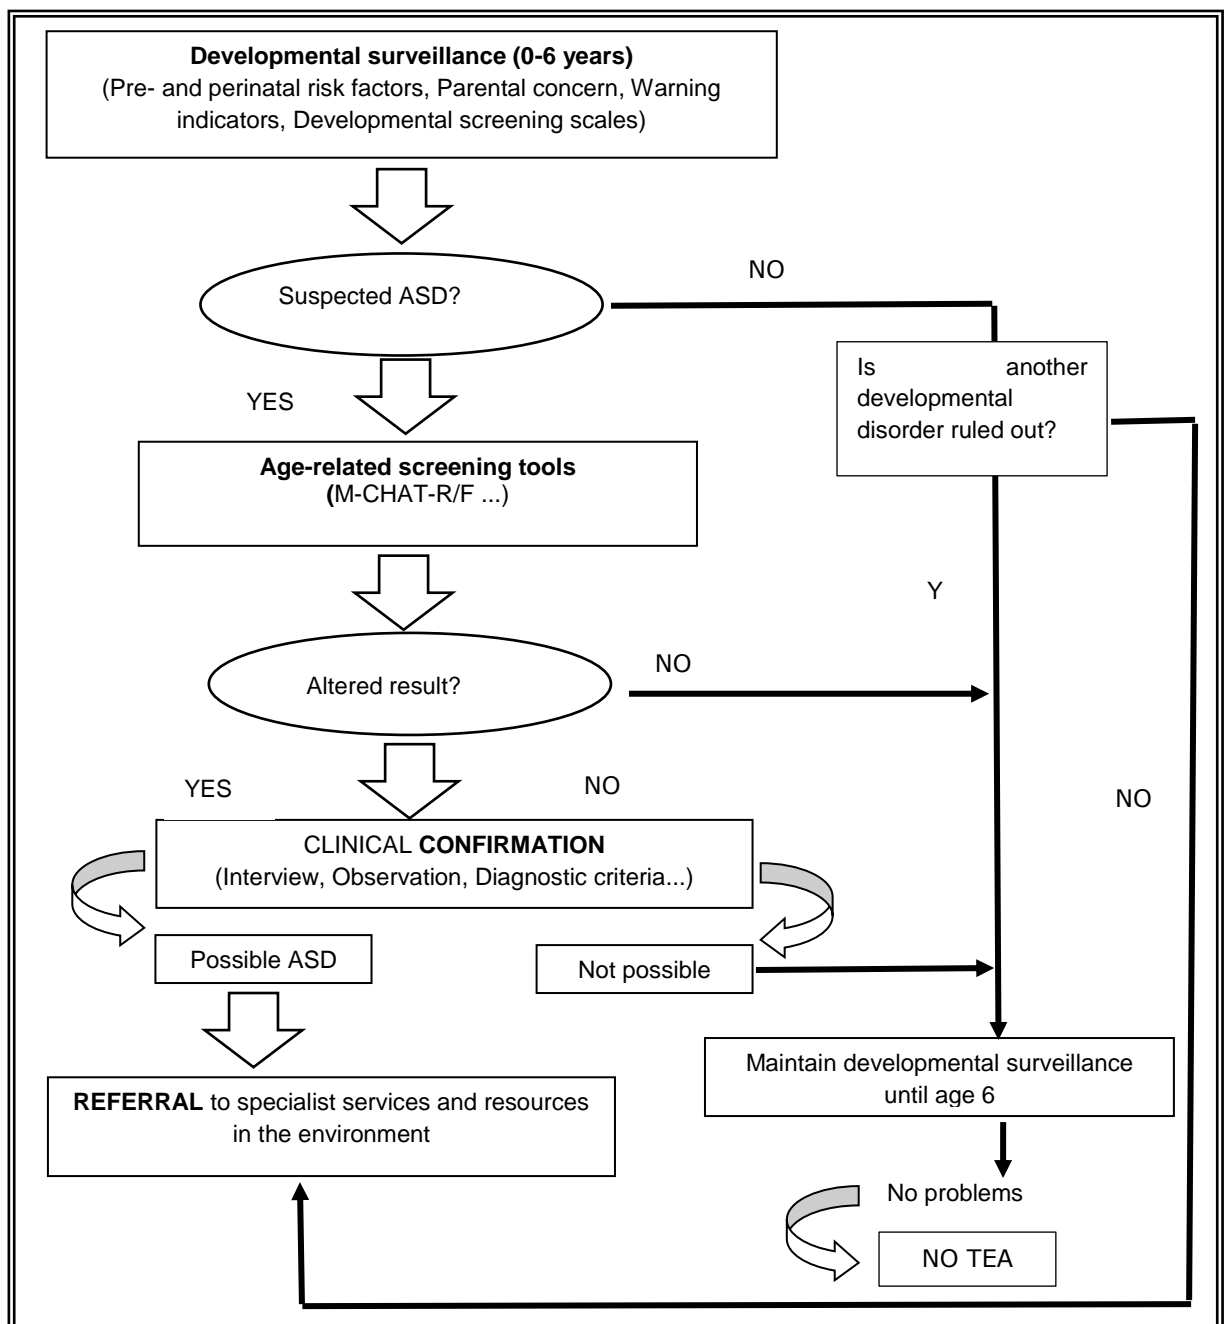 Developmental surveillance (0-6 years)
(Pre- and perinatal risk factors, Parental concern, Warning
indicators, Developmental screening scales)
NO
Suspected ASD?
Is another
developmental
disorder ruled out?
YES
Age-related screening tools
(M-CHAT-R/F ...)
Y
NO
Altered result?
YES
NO
NO
CLINICAL CONFIRMATION
(Interview, Observation, Diagnostic criteria...)
Possible ASD
Not possible
Maintain developmental surveillance
until age 6
REFERRAL to specialist services and resources
in the environment
No problems
NO TEA